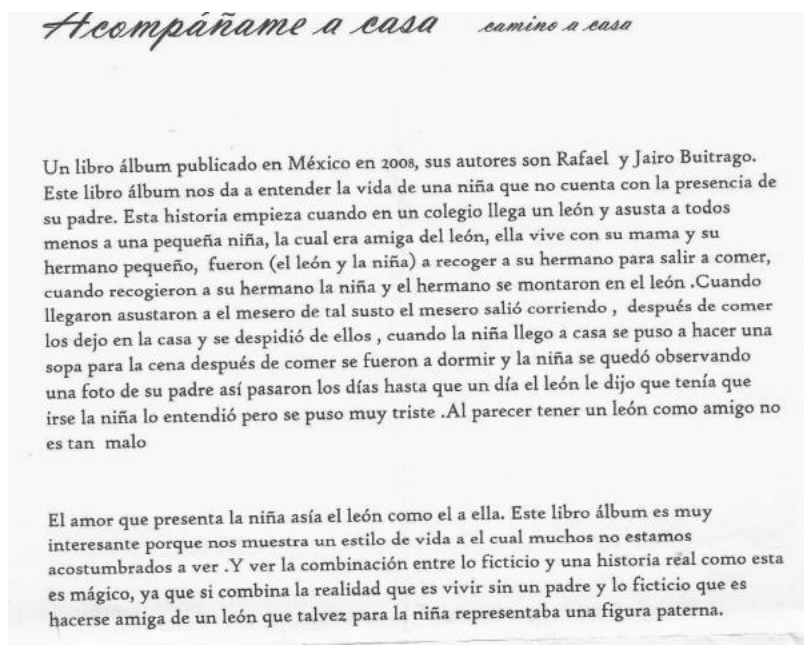 Acompáñame a casa camino a casa
Un libro álbum publicado en México en 2008, sus autores son Rafael y Jairo Buitrago.
Este libro álbum nos da a entender la vida de una niña que no cuenta con la presencia de
su padre. Esta historia empieza cuando en un colegio llega un león y asusta a todos
menos a una pequeña niña, la cual era amiga del león, ella vive con su mama y su
hermano pequeño, fueron (el león y la niña) a recoger a su hermano para salir a comer,
cuando recogieron a su hermano la niña y el hermano se montaron en el león .Cuando
llegaron asustaron a el mesero de tal susto el mesero salió corriendo , después de comer
los dejo en la casa y se despidió de ellos , cuando la niña llego a casa se puso a hacer una
sopa para la cena después de comer se fueron a dormir y la niña se quedó observando
una foto de su padre así pasaron los días hasta que un día el león le dijo que tenía que
irse la niña lo entendió pero se puso muy triste .Al parecer tener un león como amigo no
es tan malo
El amor que presenta la niña asía el león como el a ella. Este libro álbum es muy
interesante porque nos muestra un estilo de vida a el cual muchos no estamos
acostumbrados a ver .Y ver la combinación entre lo ficticio y una historia real como esta
es mágico, ya que si combina la realidad que es vivir sin un padre y lo ficticio que es
hacerse amiga de un león que talvez para la niña representaba una figura paterna.